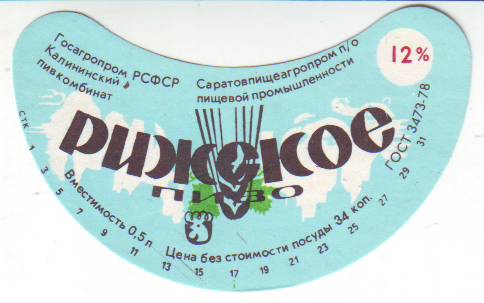 Госагропром РСФСР
Калининский
пивкомбинат
Саратовпищеагропром п/о
пищевой промышленности
12%
рижское
пиво
ГОСТ 3473-78
Вместимость 0,5 л
Цена без стоимости посуды 34 коп.
СТК 1 3 5 7 9 11 13 15 17 19 21 23 25 27 29 31